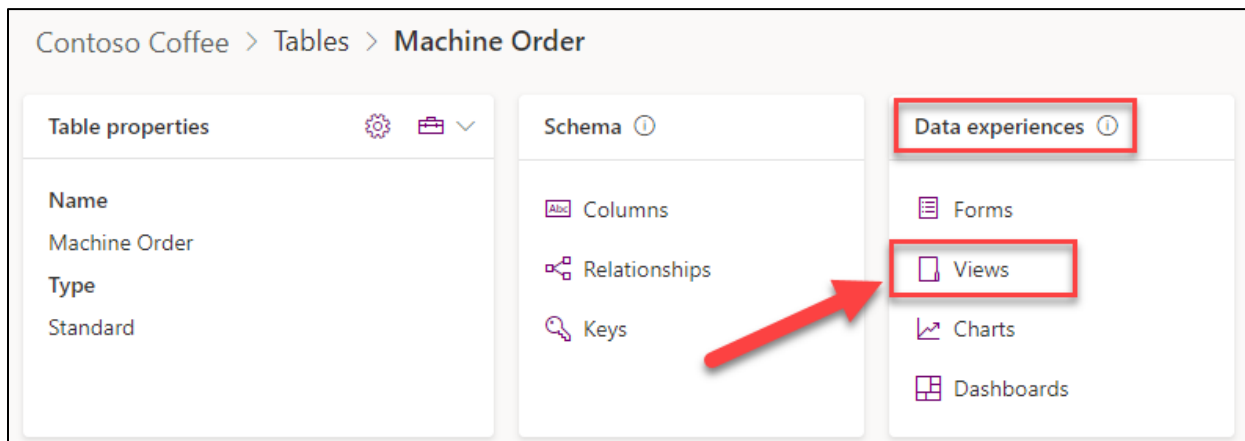 Contoso Coffee > Tables > Machine Order
Table properties
Name
Machine Order
Type
Standard
Schema
Abc Columns
Relationships
Keys
Data experiences
Forms
Views
Charts
Dashboards